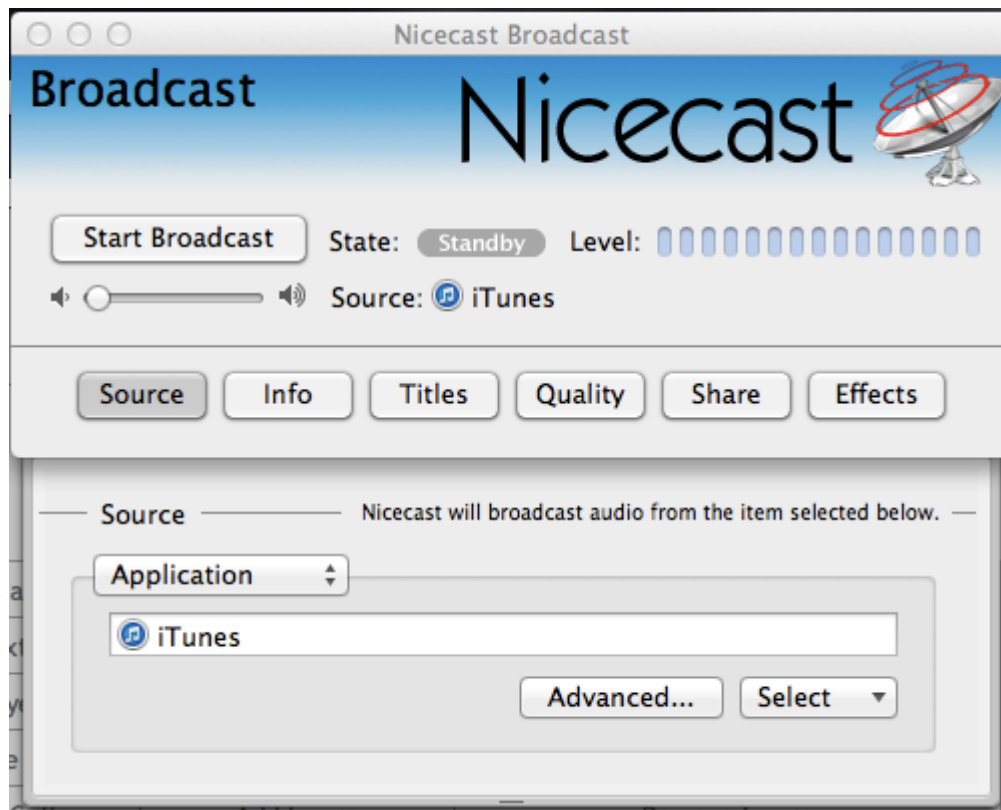 Nicecast Broadcast
Broadcast
Nicecast
Start Broadcast State: Standby Level:
Source: iTunes
Source Info Titles Quality Share Effects
Source Nicecast will broadcast audio from the item selected below.
Application
iTunes
Advanced... Select